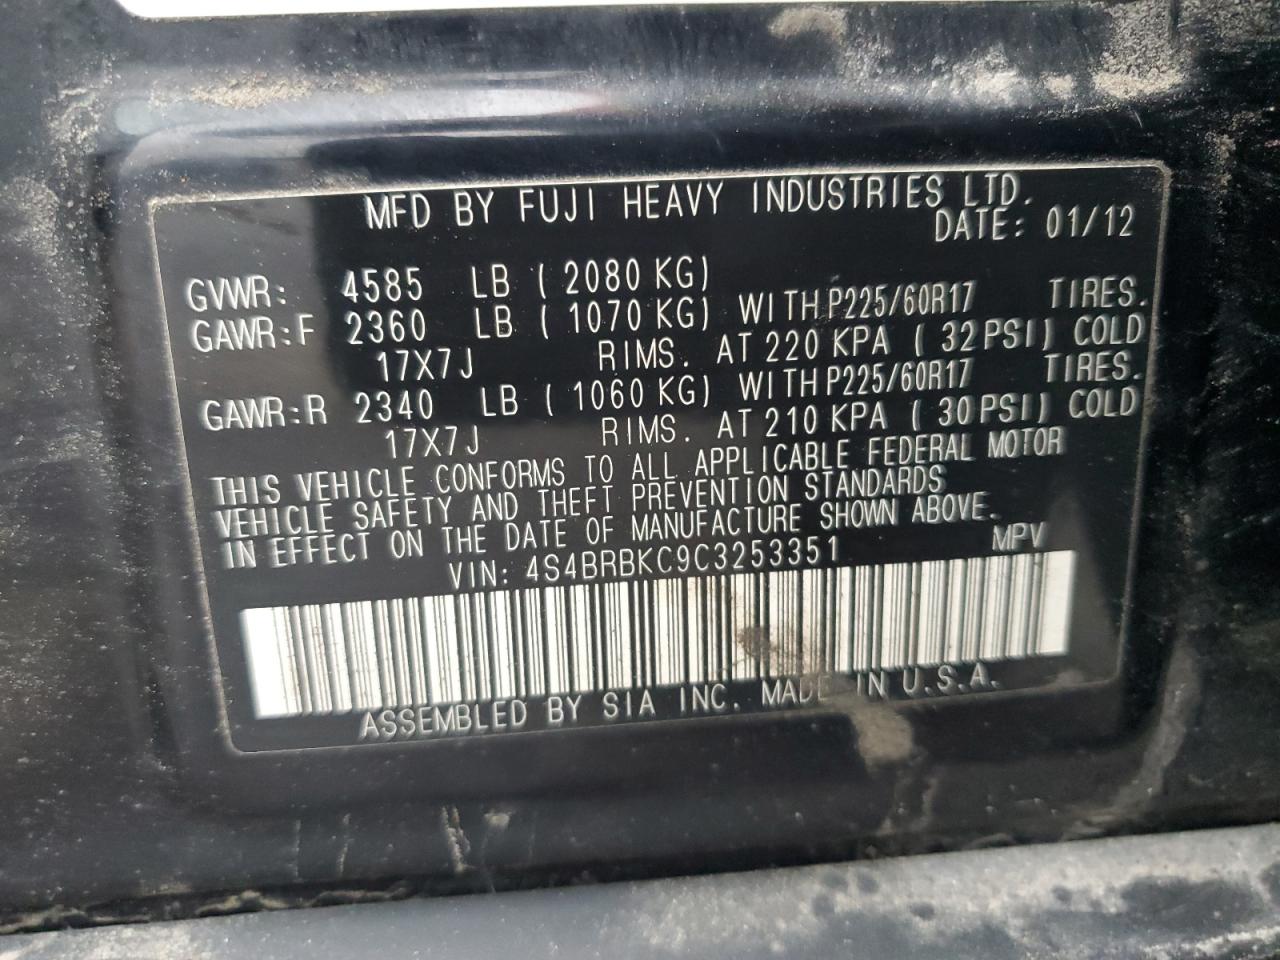 MFD BY FUJI HEAVY INDUSTRIES LTD.
DATE: 01/12
GVWR: 4585 LB ( 2080 KG)
GAWR:F 2360 LB ( 1070 KG) WITH P225/60R17 TIRES.
17X7J RIMS. AT 220 KPA ( 32PSI) COLD
GAWR:R 2340 LB ( 1060 KG) WITH P225/60R17 TIRES.
17X7J RIMS. AT 210 KPA ( 30PSI) COLD
THIS VEHICLE CONFORMS TO ALL APPLICABLE FEDERAL MOTOR
VEHICLE SAFETY AND THEFT PREVENTION STANDARDS
IN EFFECT ON THE DATE OF MANUFACTURE SHOWN ABOVE.
VIN: 4S4BRBKC9C3253351 MPV
ASSEMBLED BY SIA INC. MADE IN U.S.A.